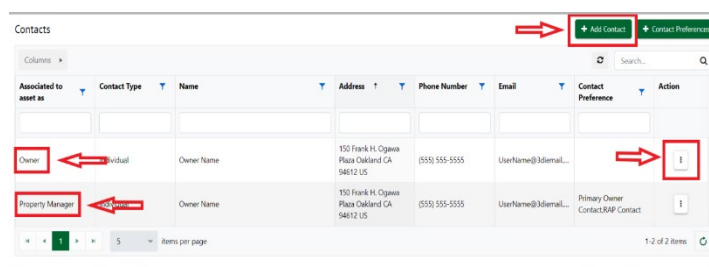 Contacts
+ Add Contact
+ Contact Preferences
Columns
Search...
Associated to asset as
Contact Type
Name
Address ↑
Phone Number
Email
Contact Preference
Action
Owner
Individual
Owner Name
150 Frank H. Ogawa
Plaza Oakland CA
94612 US
(555) 555-5555
UserName@3diemail....
Property Manager
Individual
Owner Name
150 Frank H. Ogawa
Plaza Oakland CA
94612 US
(555) 555-5555
UserName@3diemail....
Primary Owner
Contact,RAP Contact
1
5
items per page
1-2 of 2 items